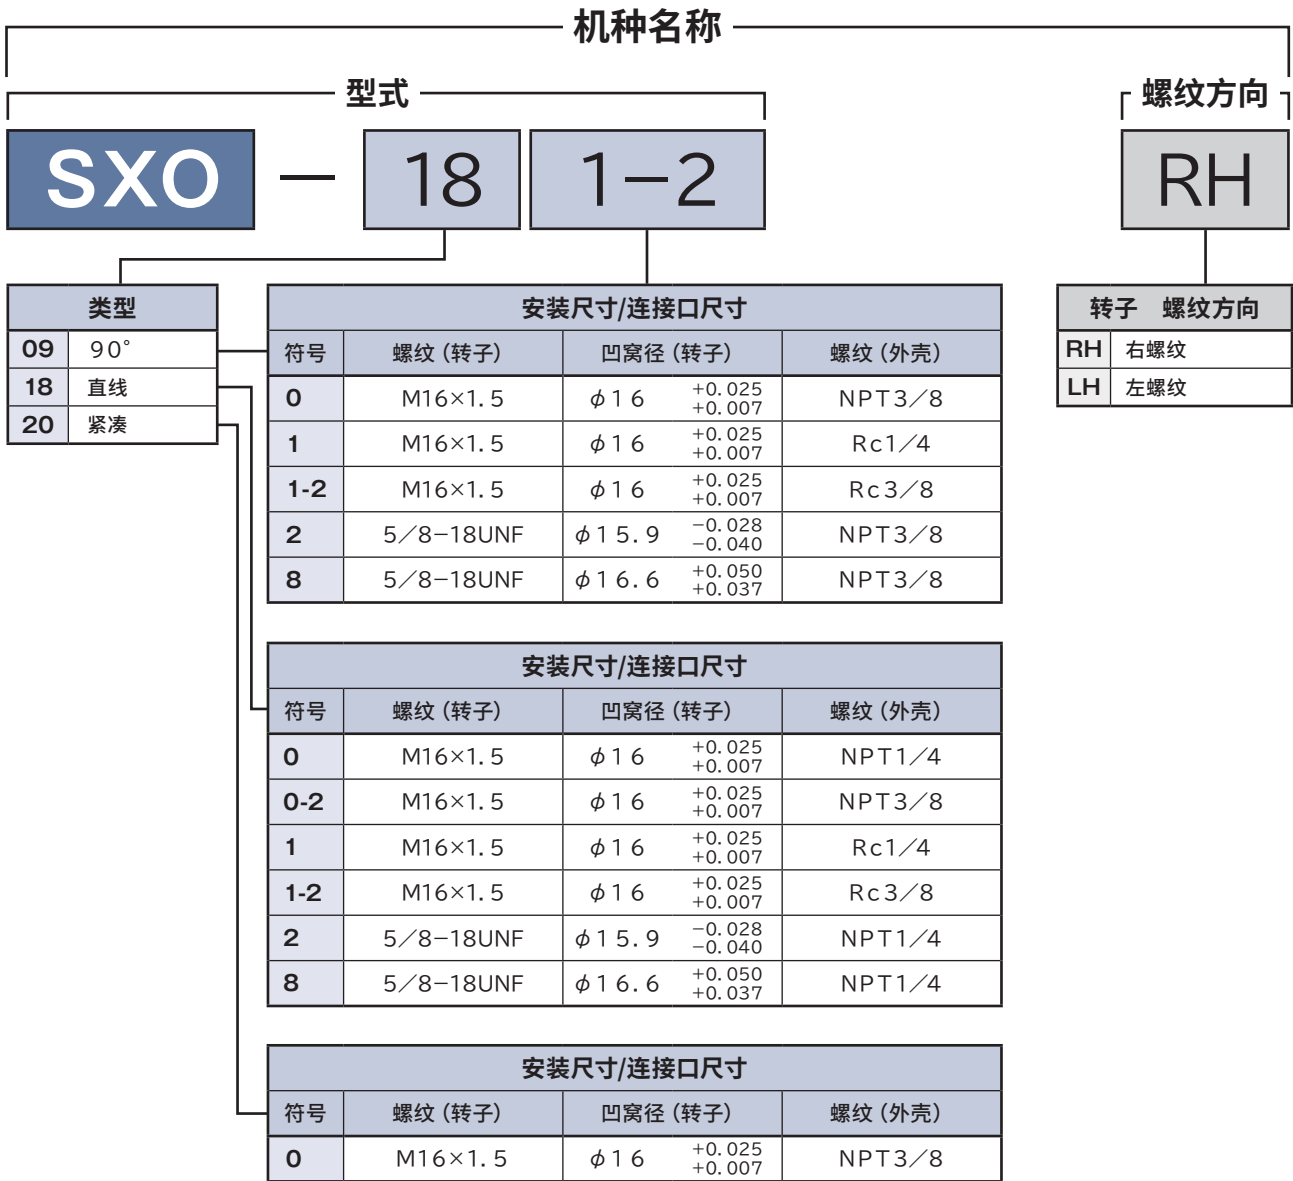 机种名称
型式 螺纹方向
SXO — 18 1-2 RH
类型
09 90°
18 直线
20 紧凑
安装尺寸/连接口尺寸
符号 螺纹（转子） 凹窝径（转子） 螺纹（外壳）
0 M16×1.5 φ16 +0.025 +0.007 NPT3/8
1 M16×1.5 φ16 +0.025 +0.007 Rc1/4
1-2 M16×1.5 φ16 +0.025 +0.007 Rc3/8
2 5/8-18UNF φ15.9 -0.028 -0.040 NPT3/8
8 5/8-18UNF φ16.6 +0.050 +0.037 NPT3/8
转子 螺纹方向
RH 右螺纹
LH 左螺纹
安装尺寸/连接口尺寸
符号 螺纹（转子） 凹窝径（转子） 螺纹（外壳）
0 M16×1.5 φ16 +0.025 +0.007 NPT1/4
0-2 M16×1.5 φ16 +0.025 +0.007 NPT3/8
1 M16×1.5 φ16 +0.025 +0.007 Rc1/4
1-2 M16×1.5 φ16 +0.025 +0.007 Rc3/8
2 5/8-18UNF φ15.9 -0.028 -0.040 NPT1/4
8 5/8-18UNF φ16.6 +0.050 +0.037 NPT1/4
安装尺寸/连接口尺寸
符号 螺纹（转子） 凹窝径（转子） 螺纹（外壳）
0 M16×1.5 φ16 +0.025 +0.007 NPT3/8